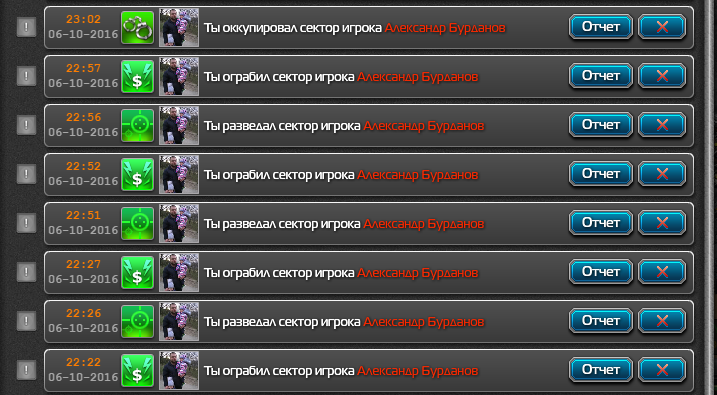 23:02
06-10-2016
Ты оккупировал сектор игрока Александр Бурданов
Отчет
22:57
06-10-2016
Ты ограбил сектор игрока Александр Бурданов
Отчет
22:56
06-10-2016
Ты разведал сектор игрока Александр Бурданов
Отчет
22:52
06-10-2016
Ты ограбил сектор игрока Александр Бурданов
Отчет
22:51
06-10-2016
Ты разведал сектор игрока Александр Бурданов
Отчет
22:27
06-10-2016
Ты ограбил сектор игрока Александр Бурданов
Отчет
22:26
06-10-2016
Ты разведал сектор игрока Александр Бурданов
Отчет
22:22
06-10-2016
Ты ограбил сектор игрока Александр Бурданов
Отчет